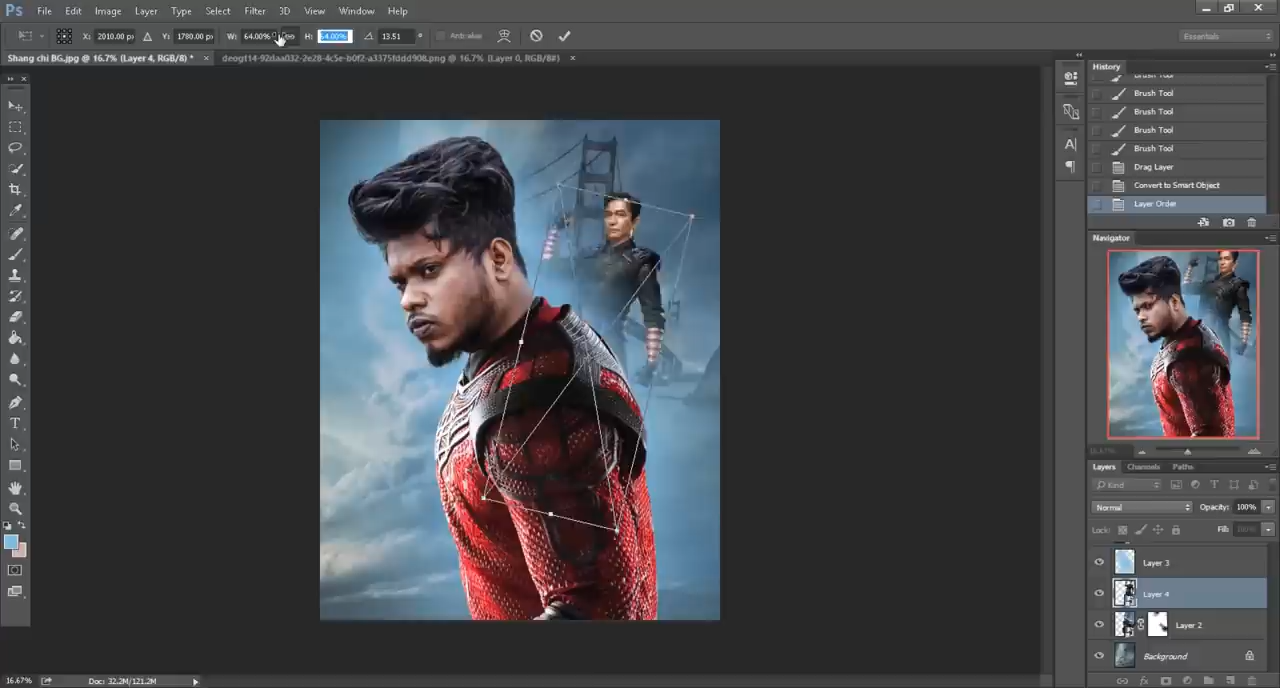 Ps File Edit Image Layer Type Select Filter 3D View Window Help
X: 2010.00 px Y: 1780.00 px W: 64.00% H: 64.00% 13.51 Anti-alias Essentials
Shang chi BG.jpg @ 16.7% (Layer 4, RGB/8) * × deogt14-92daa032-2e28-4c5e-b0f2-a3375fddd908.png @ 16.7% (Layer 0, RGB/8#) ×
History
Brush Tool
Brush Tool
Brush Tool
Brush Tool
Brush Tool
Drag Layer
Convert to Smart Object
Layer Order
Navigator
16.67%
Layers Channels Paths
Kind
Normal Opacity: 100%
Lock: Fill: 100%
Layer 3
Layer 4
Layer 2
Background
16.67% Doc: 32.2M/121.2M